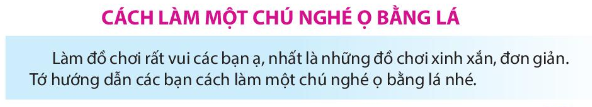 CÁCH LÀM MỘT CHÚ NGHÉ Ọ BẰNG LÁ
Làm đồ chơi rất vui các bạn ạ, nhất là những đồ chơi xinh xắn, đơn giản.
Tớ hướng dẫn các bạn cách làm một chú nghé ọ bằng lá nhé.